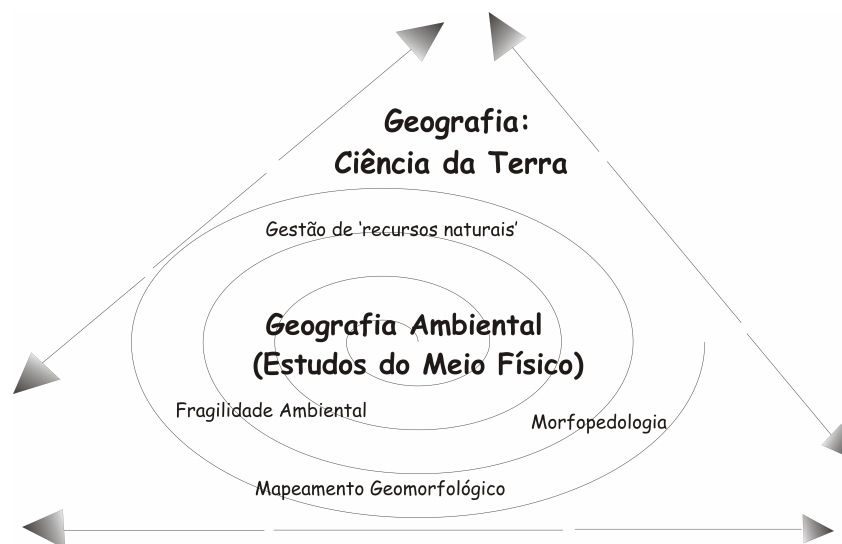 Geografia:
Ciência da Terra
Gestão de 'recursos naturais'
Geografia Ambiental
(Estudos do Meio Físico)
Fragilidade Ambiental
Morfopedologia
Mapeamento Geomorfológico